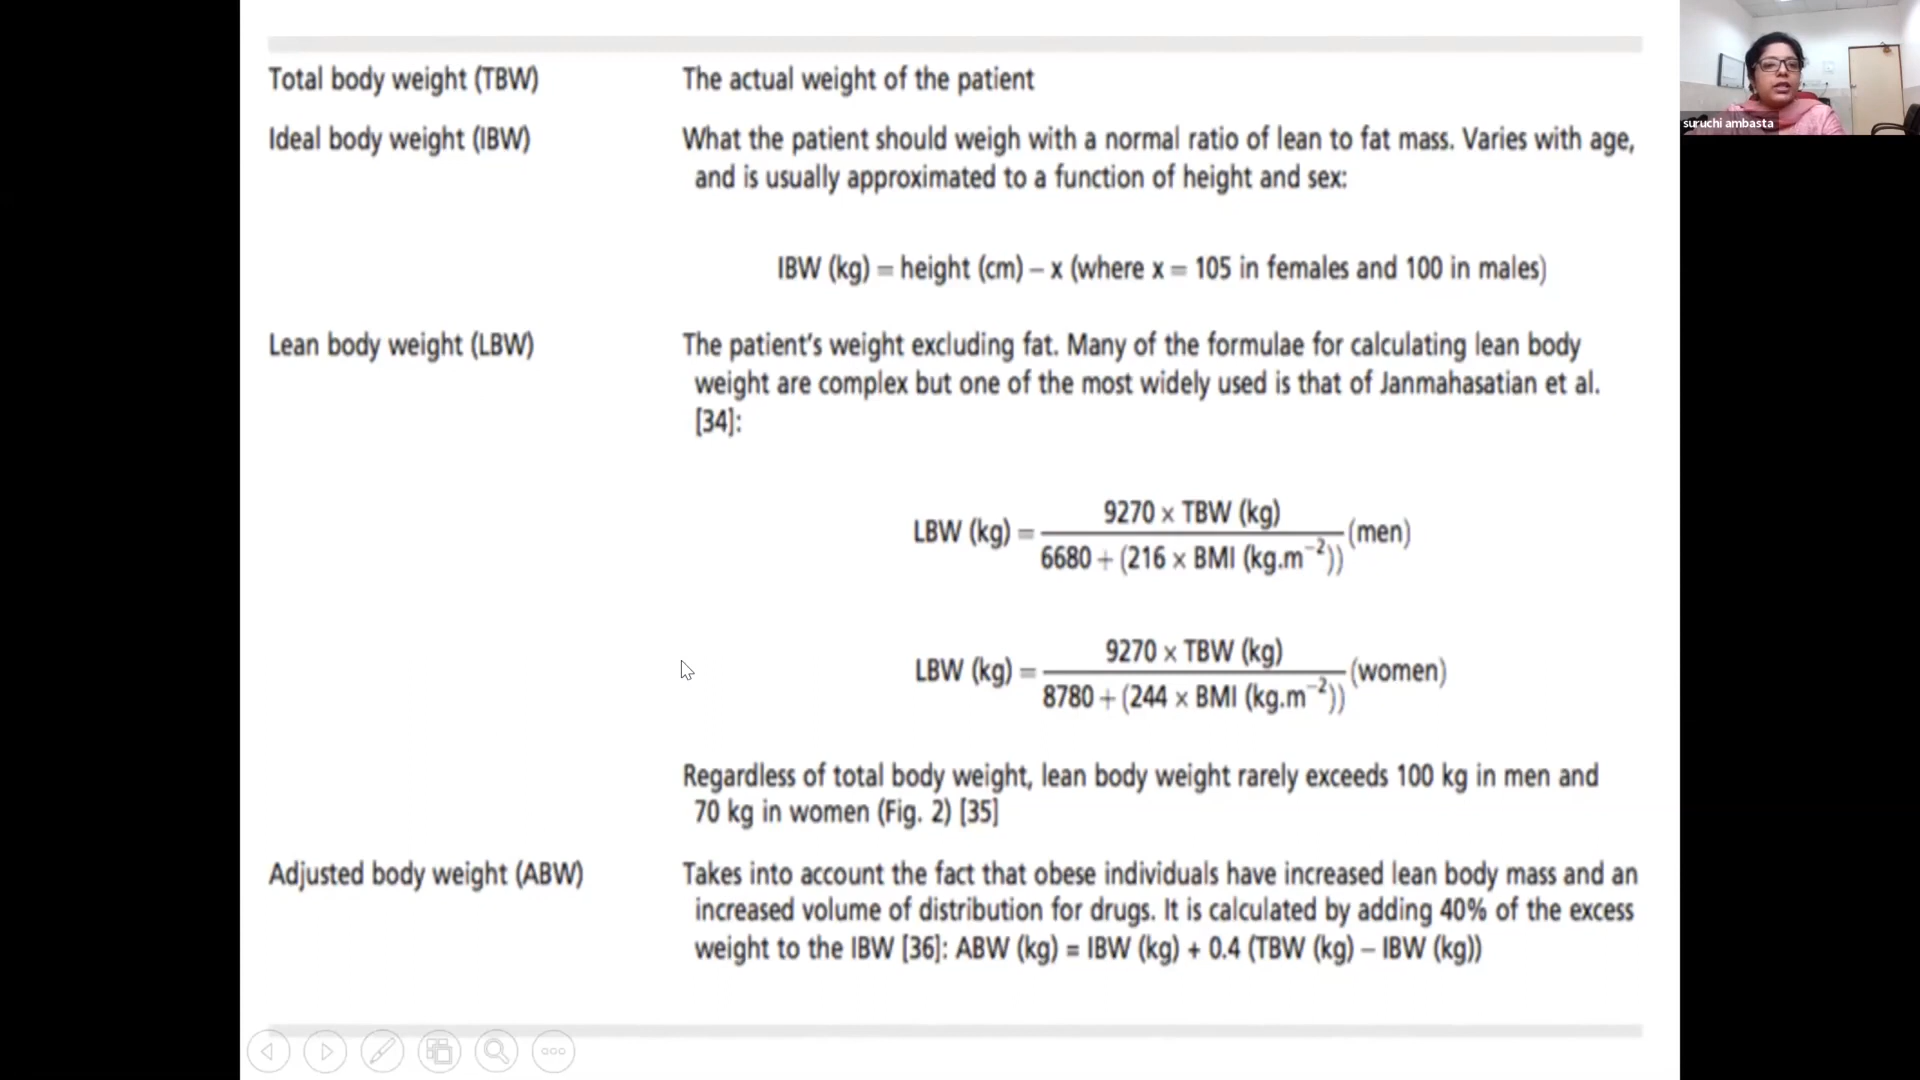 Total body weight (TBW) The actual weight of the patient
Ideal body weight (IBW) What the patient should weigh with a normal ratio of lean to fat mass. Varies with age,
and is usually approximated to a function of height and sex:
IBW (kg) = height (cm) – x (where x = 105 in females and 100 in males)
Lean body weight (LBW) The patient's weight excluding fat. Many of the formulae for calculating lean body
weight are complex but one of the most widely used is that of Janmahasatian et al.
[34]:
9270 × TBW (kg)
LBW (kg) = (men)
6680 + (216 × BMI (kg.m⁻²))
9270 × TBW (kg)
LBW (kg) = (women)
8780 + (244 × BMI (kg.m⁻²))
Regardless of total body weight, lean body weight rarely exceeds 100 kg in men and
70 kg in women (Fig. 2) [35]
Adjusted body weight (ABW) Takes into account the fact that obese individuals have increased lean body mass and an
increased volume of distribution for drugs. It is calculated by adding 40% of the excess
weight to the IBW [36]: ABW (kg) = IBW (kg) + 0.4 (TBW (kg) – IBW (kg))
suruchi ambasta